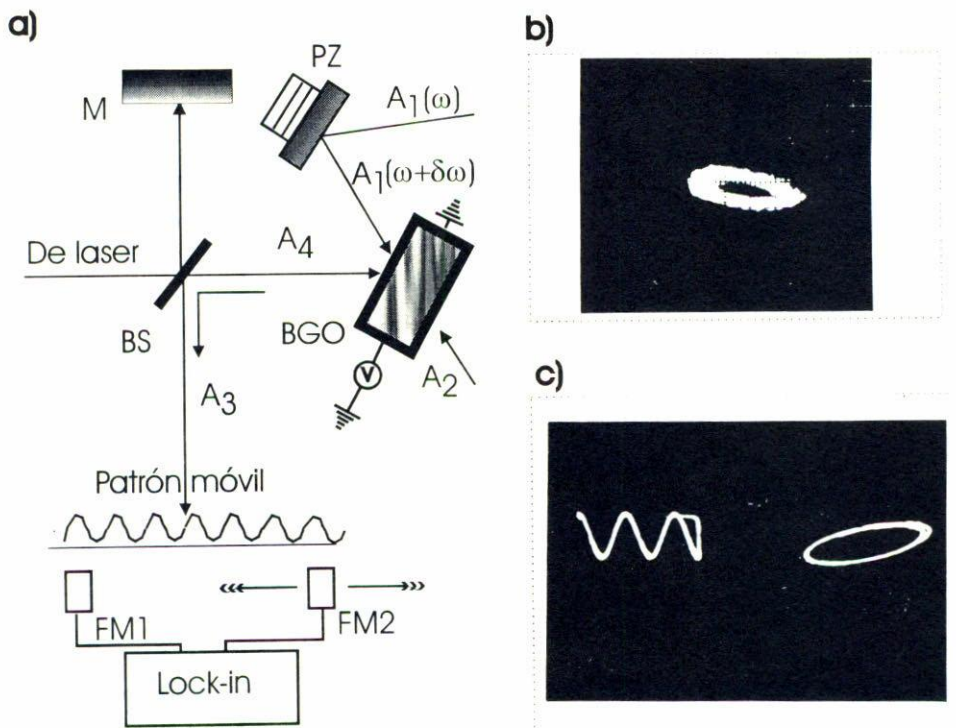 a)
PZ
M
A1(ω)
A1(ω+δω)
De laser
A4
BS
BGO
V
A2
A3
Patrón móvil
FM1
FM2
Lock-in
b)
c)